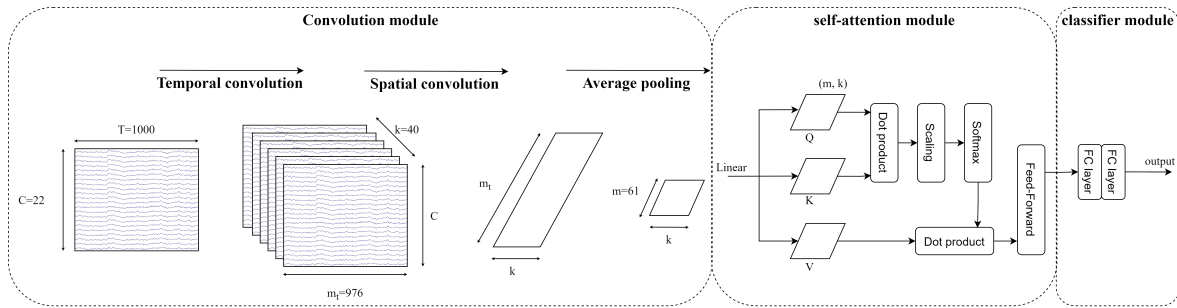 Convolution module
self-attention module
classifier module
Temporal convolution
Spatial convolution
Average pooling
T=1000
C=22
k=40
C
m_t=976
m_t
k
m=61
k
Linear
(m, k)
Q
K
V
Dot product
Scaling
Softmax
Dot product
Feed-Forward
FC layer
FC layer
output